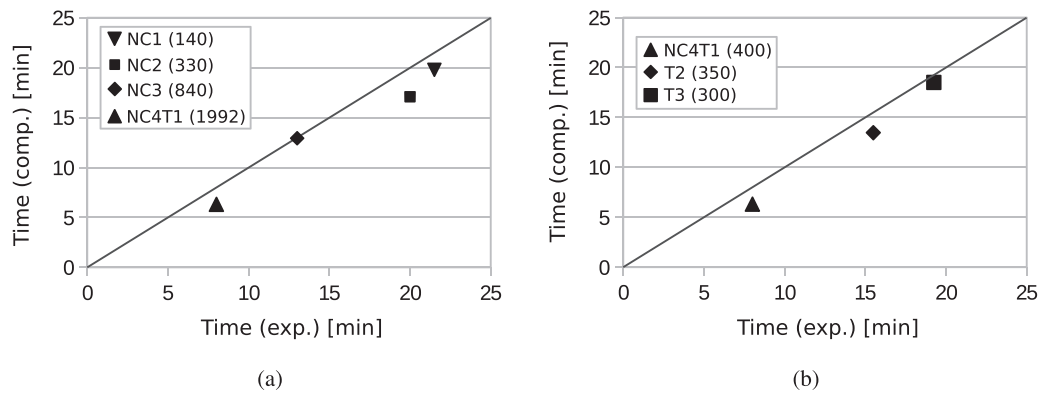 25
20
15
10
5
0
Time (comp.) [min]
NC1 (140)
NC2 (330)
NC3 (840)
NC4T1 (1992)
0 5 10 15 20 25
Time (exp.) [min]
(a)
25
20
15
10
5
0
Time (comp.) [min]
NC4T1 (400)
T2 (350)
T3 (300)
0 5 10 15 20 25
Time (exp.) [min]
(b)